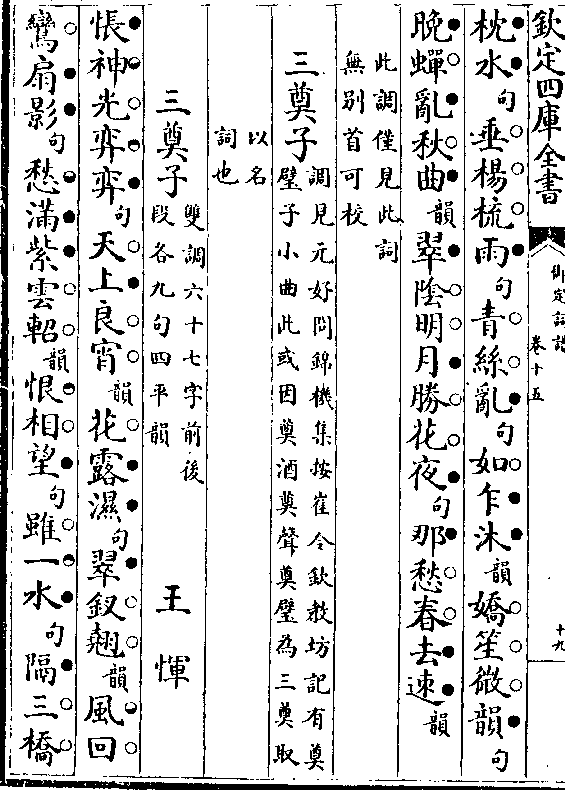 欽定四庫全書
御定詞譜
卷十五
十九
枕水句垂楊梳雨句青絲亂句如乍沐韻嬌笙微韻句
晚蟬亂秋曲韻翠陰明月勝花夜句那愁春去速韻
此調僅見此詞
無别首可校
三奠子調見元好問錦機集按崔令欽教坊記有奠
璧子小曲此或因奠酒奠聲奠璧為三奠取
以名
詞也
三奠子雙調六十七字前後
段各九句四平韻
王惲
悵神光弈弈句天上良宵韻花露濕句翠釵翹韻風回
鸞扇影句愁滿紫雲軺韻恨相望句雖一水句隔三橋